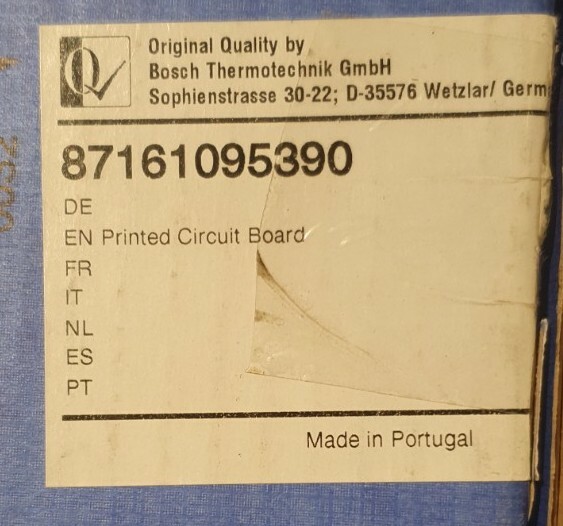 Original Quality by
Bosch Thermotechnik GmbH
Sophienstrasse 30-22; D-35576 Wetzlar/ Germ
87161095390
DE
EN Printed Circuit Board
FR
IT
NL
ES
PT
Made in Portugal